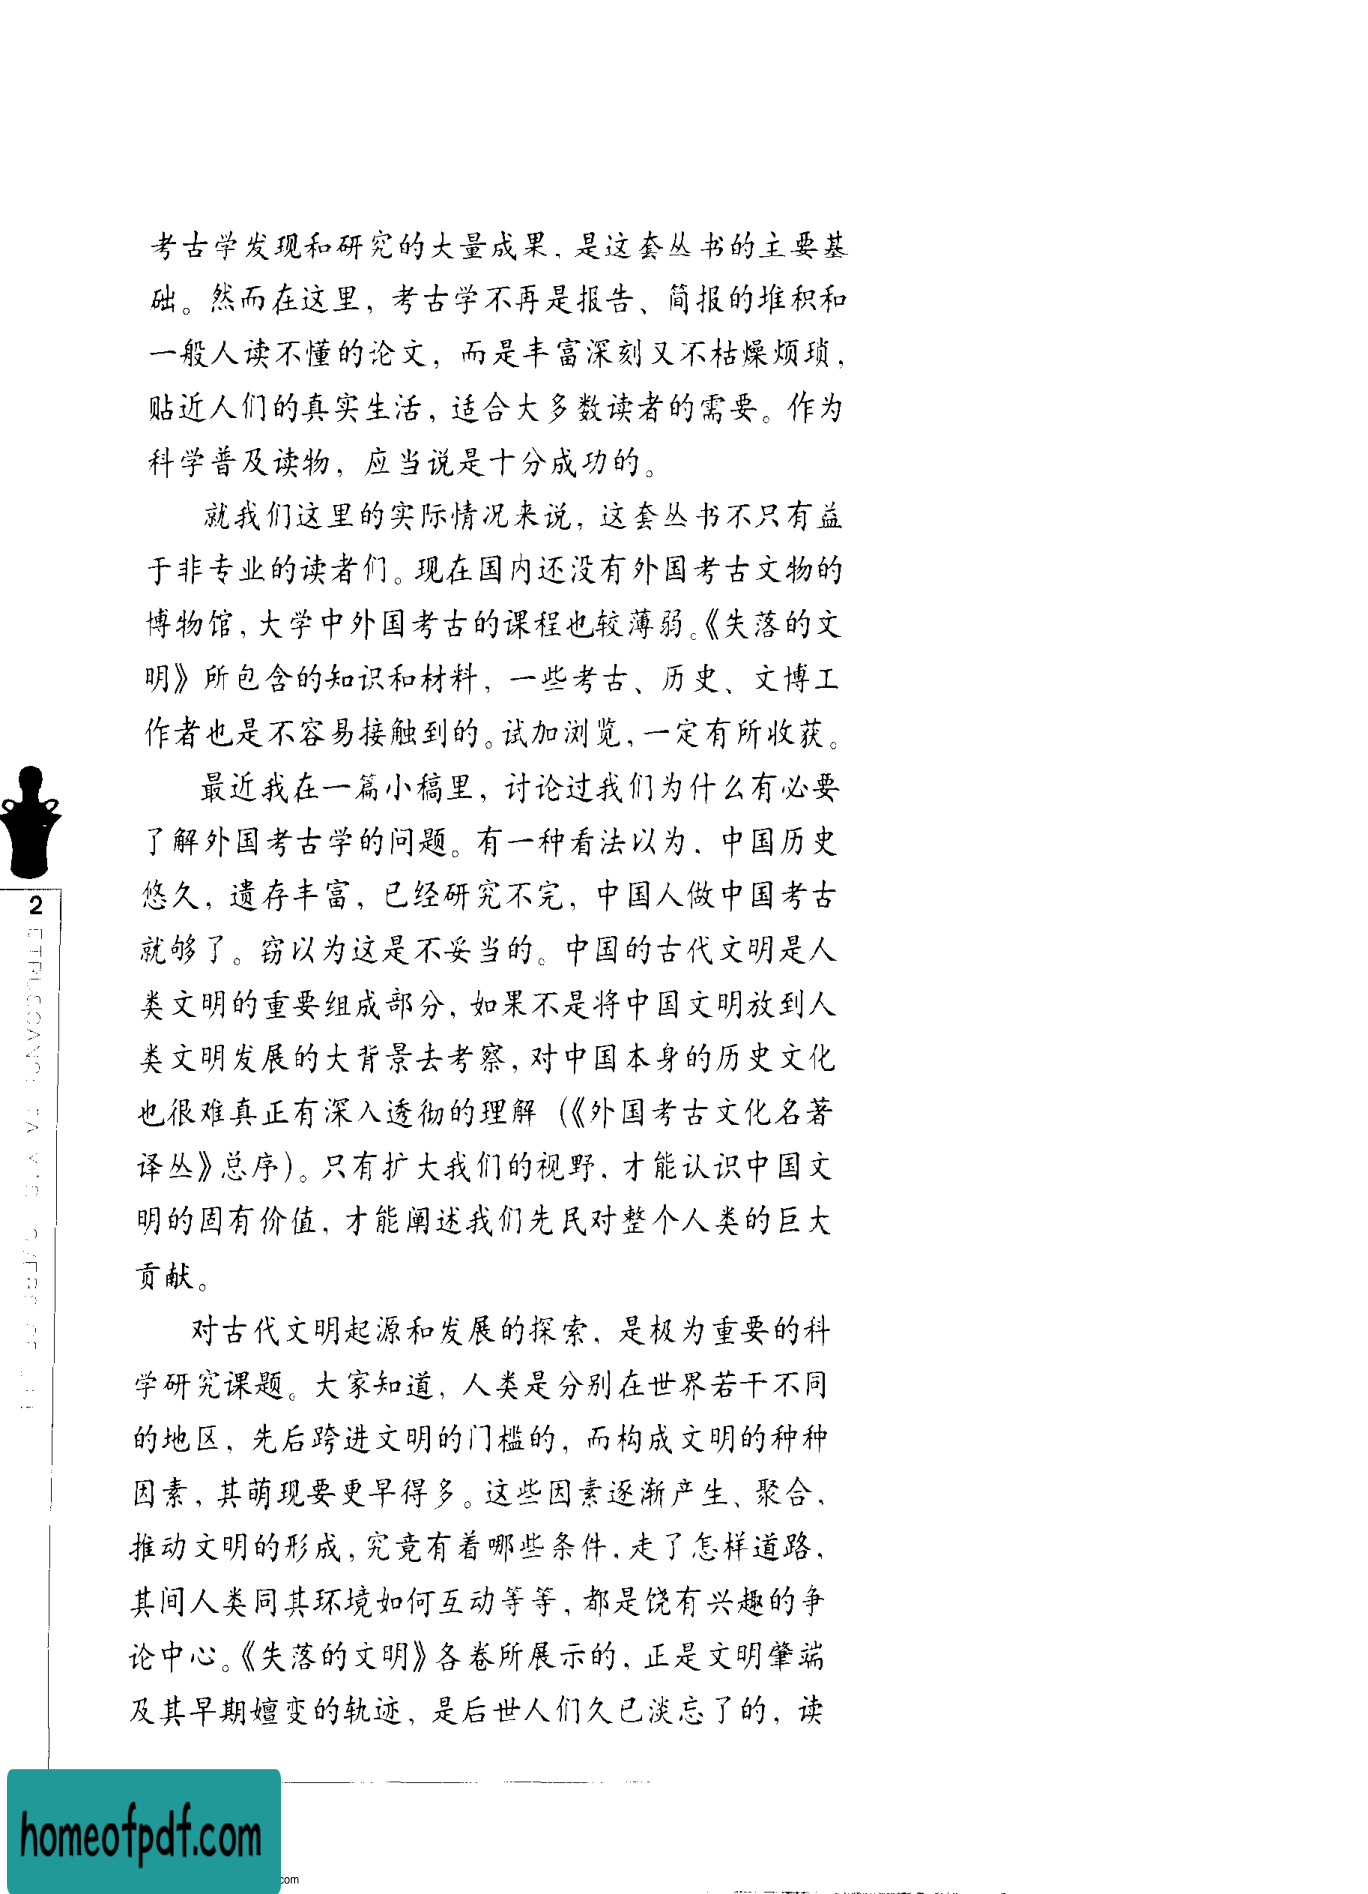 考古学发现和研究的大量成果，是这套丛书的主要基
础。然而在这里，考古学不再是报告、简报的堆积和
一般人读不懂的论文，而是丰富深刻又不枯燥烦琐，
贴近人们的真实生活，适合大多数读者的需要。作为
科学普及读物，应当说是十分成功的。
就我们这里的实际情况来说，这套丛书不只有益
于非专业的读者们。现在国内还没有外国考古文物的
博物馆，大学中外国考古的课程也较薄弱。《失落的文
明》所包含的知识和材料，一些考古、历史、文博工
作者也是不容易接触到的。试加浏览，一定有所收获。
最近我在一篇小稿里，讨论过我们为什么有必要
了解外国考古学的问题。有一种看法以为，中国历史
悠久，遗存丰富，已经研究不完，中国人做中国考古
就够了。窃以为这是不妥当的。中国的古代文明是人
类文明的重要组成部分，如果不是将中国文明放到人
类文明发展的大背景去考察，对中国本身的历史文化
也很难真正有深入透彻的理解（《外国考古文化名著
译丛》总序）。只有扩大我们的视野，才能认识中国文
明的固有价值，才能阐述我们先民对整个人类的巨大
贡献。
对古代文明起源和发展的探索，是极为重要的科
学研究课题。大家知道，人类是分别在世界若干不同
的地区，先后跨进文明的门槛的，而构成文明的种种
因素，其萌现要更早得多。这些因素逐渐产生、聚合，
推动文明的形成，究竟有着哪些条件，走了怎样道路，
其间人类同其环境如何互动等等，都是饶有兴趣的争
论中心。《失落的文明》各卷所展示的，正是文明肇端
及其早期嬗变的轨迹，是后世人们久已淡忘了的，读
2
homeofpdf.com
com